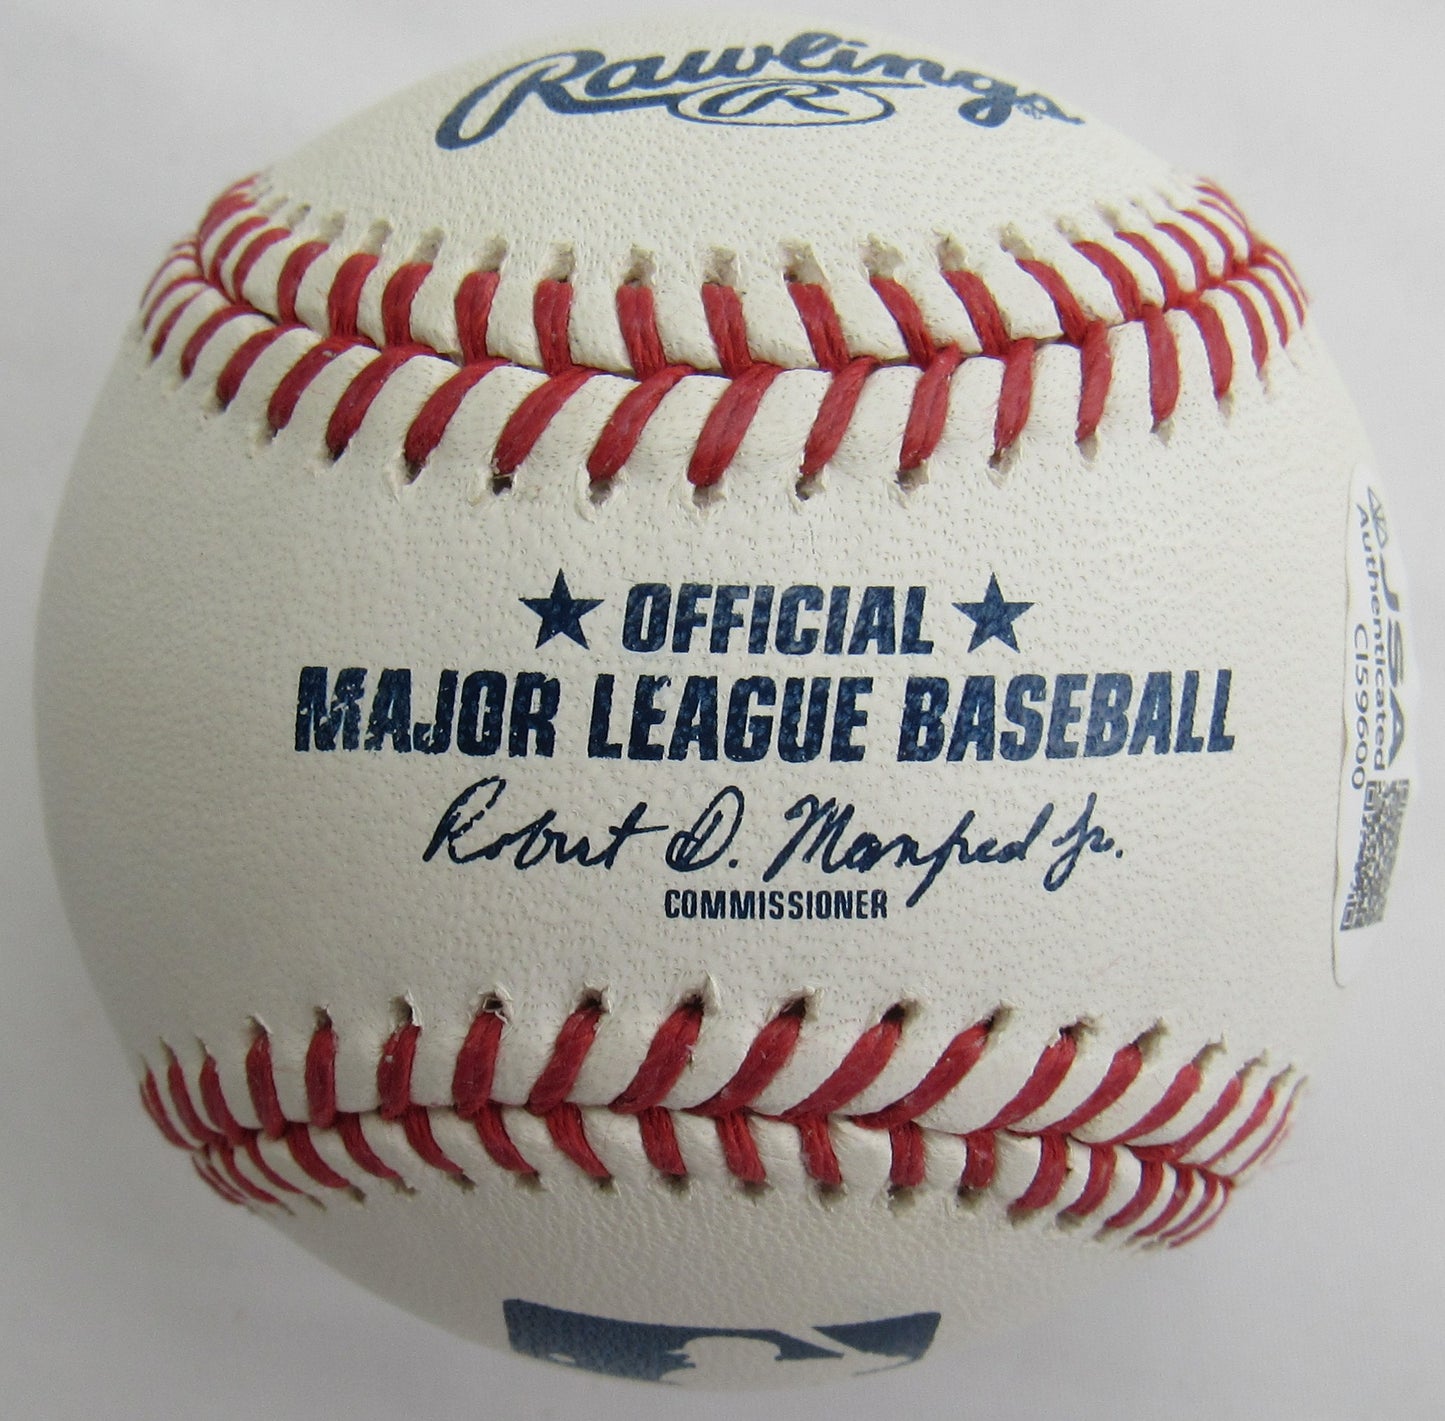 Rawlings
R
★ OFFICIAL ★
MAJOR LEAGUE BASEBALL
Robert D. Manfred Jr.
COMMISSIONER
JSA
Authenticated
CI59600